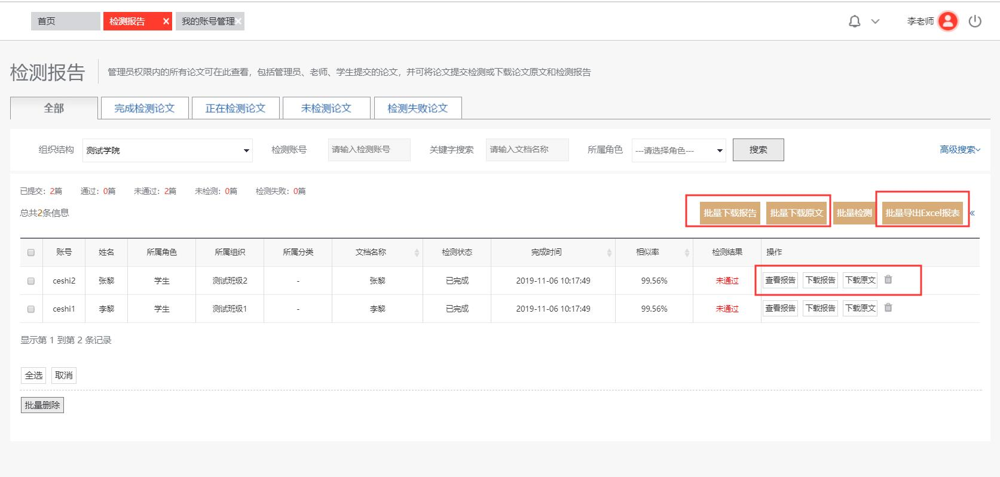 首页 检测报告 × 我的账号管理 × 李老师
检测报告 管理员权限内的所有论文可在此查看，包括管理员、老师、学生提交的论文，并可将论文提交检测或下载论文原文和检测报告
全部 完成检测论文 正在检测论文 未检测论文 检测失败论文
组织结构 测试学院 检测账号 请输入检测账号 关键字搜索 请输入文档名称 所属角色 ---请选择角色--- 搜索 高级搜索
已提交：2篇 通过：0篇 未通过：2篇 未检测：0篇 检测失败：0篇
总共2条信息 批量下载报告 批量下载原文 批量检测 批量导出Excel报表 «
账号 姓名 所属角色 所属组织 所属分类 文档名称 检测状态 完成时间 相似率 检测结果 操作
ceshi2 张黎 学生 测试班级2 - 张黎 已完成 2019-11-06 10:17:49 99.56% 未通过 查看报告 下载报告 下载原文
ceshi1 李黎 学生 测试班级1 - 李黎 已完成 2019-11-06 10:17:49 99.56% 未通过 查看报告 下载报告 下载原文
显示第 1 到第 2 条记录
全选 取消
批量删除